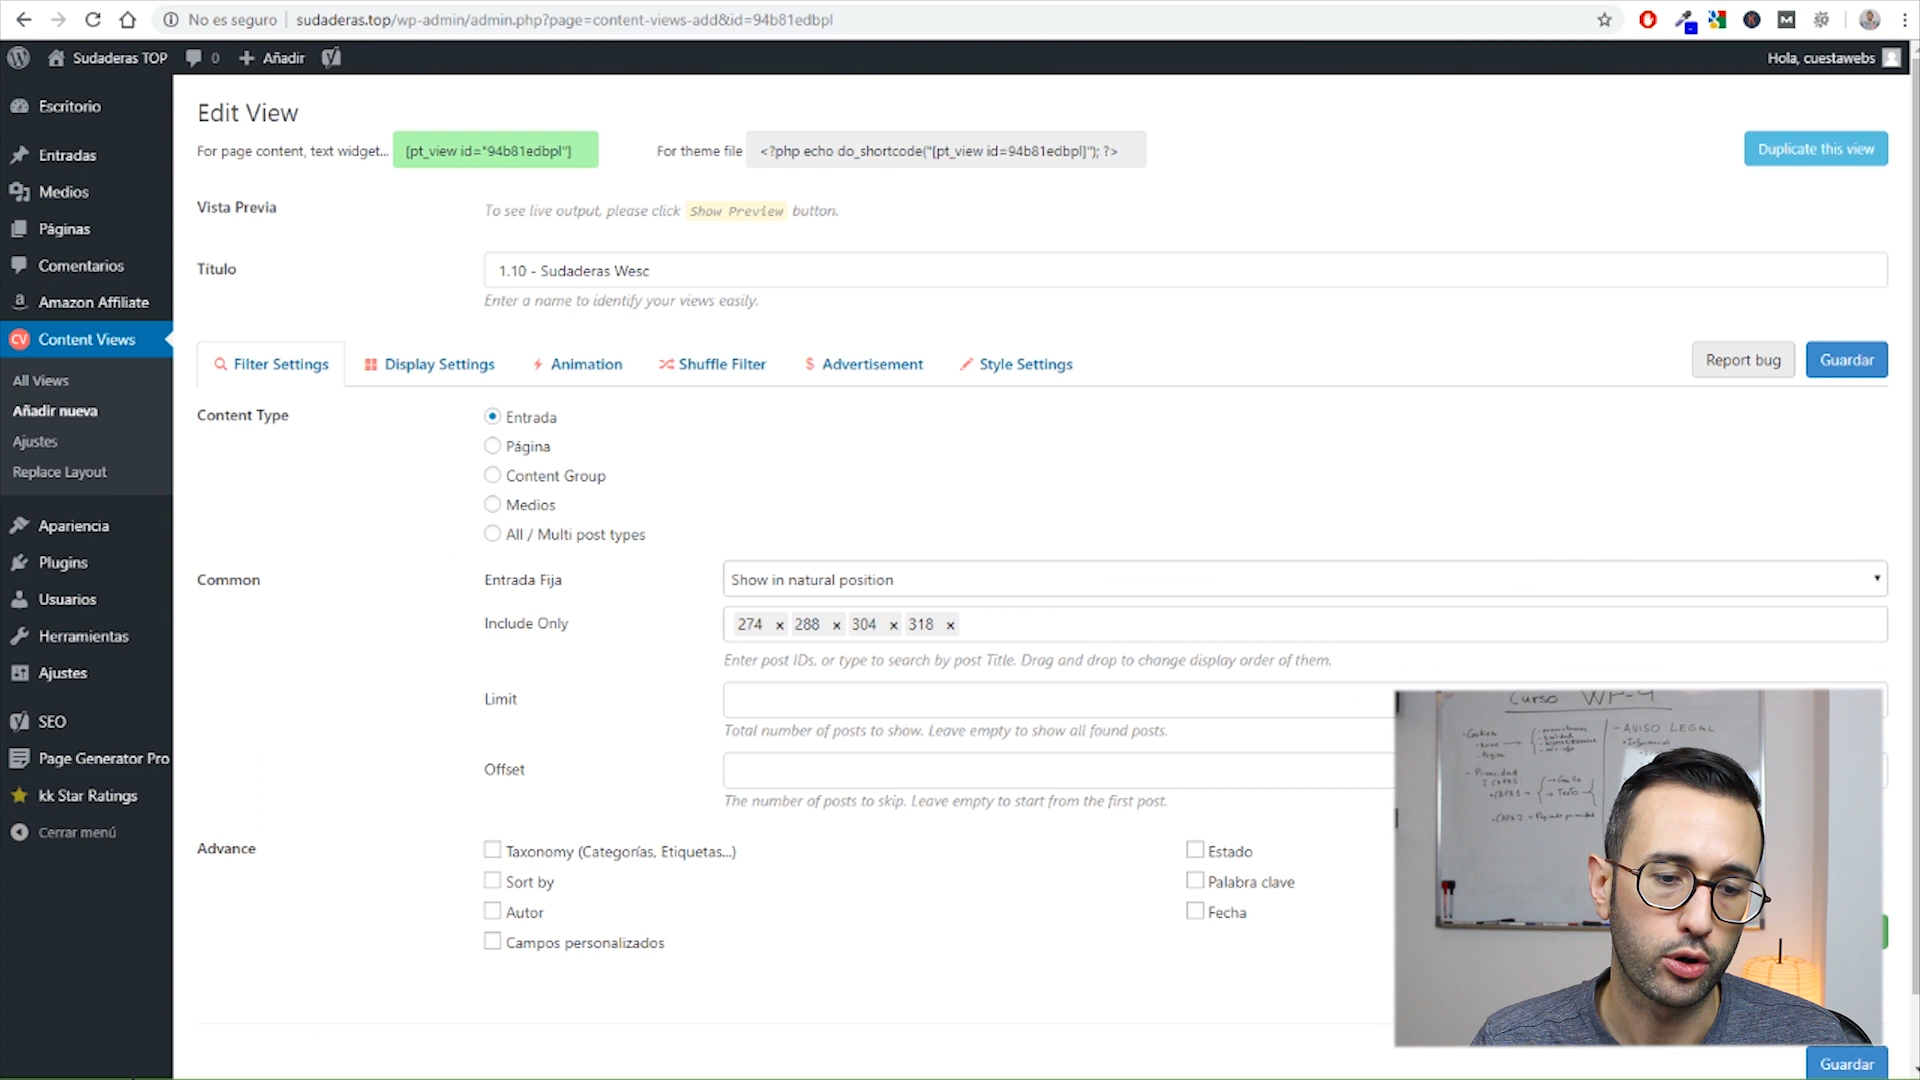 No es seguro | sudaderas.top/wp-admin/admin.php?page=content-views-add&id=94b81edbpl
Sudaderas TOP 0 Añadir Hola, cuestawebs
Escritorio
Entradas
Medios
Páginas
Comentarios
Amazon Affiliate
CV Content Views
All Views
Añadir nueva
Ajustes
Replace Layout
Apariencia
Plugins
Usuarios
Herramientas
Ajustes
SEO
Page Generator Pro
kk Star Ratings
Cerrar menú
Edit View
For page content, text widget... [pt_view id="94b81edbpl"] For theme file <?php echo do_shortcode("[pt_view id=94b81edbpl]"); ?> Duplicate this view
Vista Previa To see live output, please click Show Preview button.
Título 1.10 - Sudaderas Wesc
Enter a name to identify your views easily.
Filter Settings Display Settings Animation Shuffle Filter $ Advertisement Style Settings Report bug Guardar
Content Type Entrada
Página
Content Group
Medios
All / Multi post types
Common Entrada Fija Show in natural position
Include Only 274 × 288 × 304 × 318 ×
Enter post IDs, or type to search by post Title. Drag and drop to change display order of them.
Limit
Total number of posts to show. Leave empty to show all found posts.
Offset
The number of posts to skip. Leave empty to start from the first post.
Advance Taxonomy (Categorías, Etiquetas...) Estado
Sort by Palabra clave
Autor Fecha
Campos personalizados
Guardar
Curso WP-4
- AVISO LEGAL